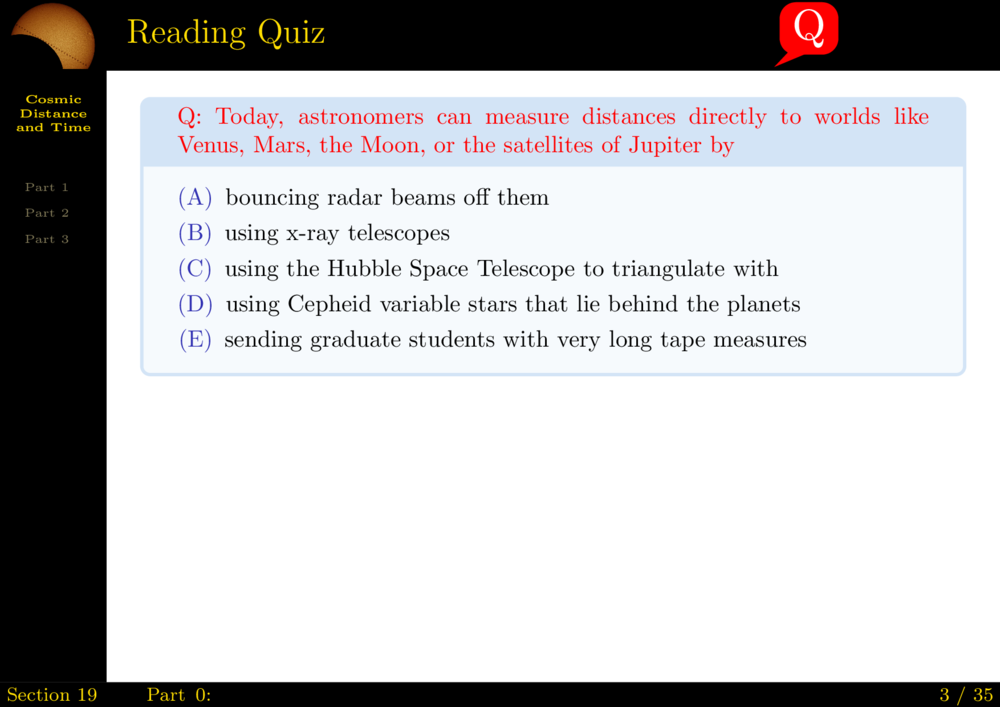 Reading Quiz
Q
Cosmic
Distance
and Time
Part 1
Part 2
Part 3
Q: Today, astronomers can measure distances directly to worlds like
Venus, Mars, the Moon, or the satellites of Jupiter by
(A) bouncing radar beams off them
(B) using x-ray telescopes
(C) using the Hubble Space Telescope to triangulate with
(D) using Cepheid variable stars that lie behind the planets
(E) sending graduate students with very long tape measures
Section 19
Part 0:
3 / 35